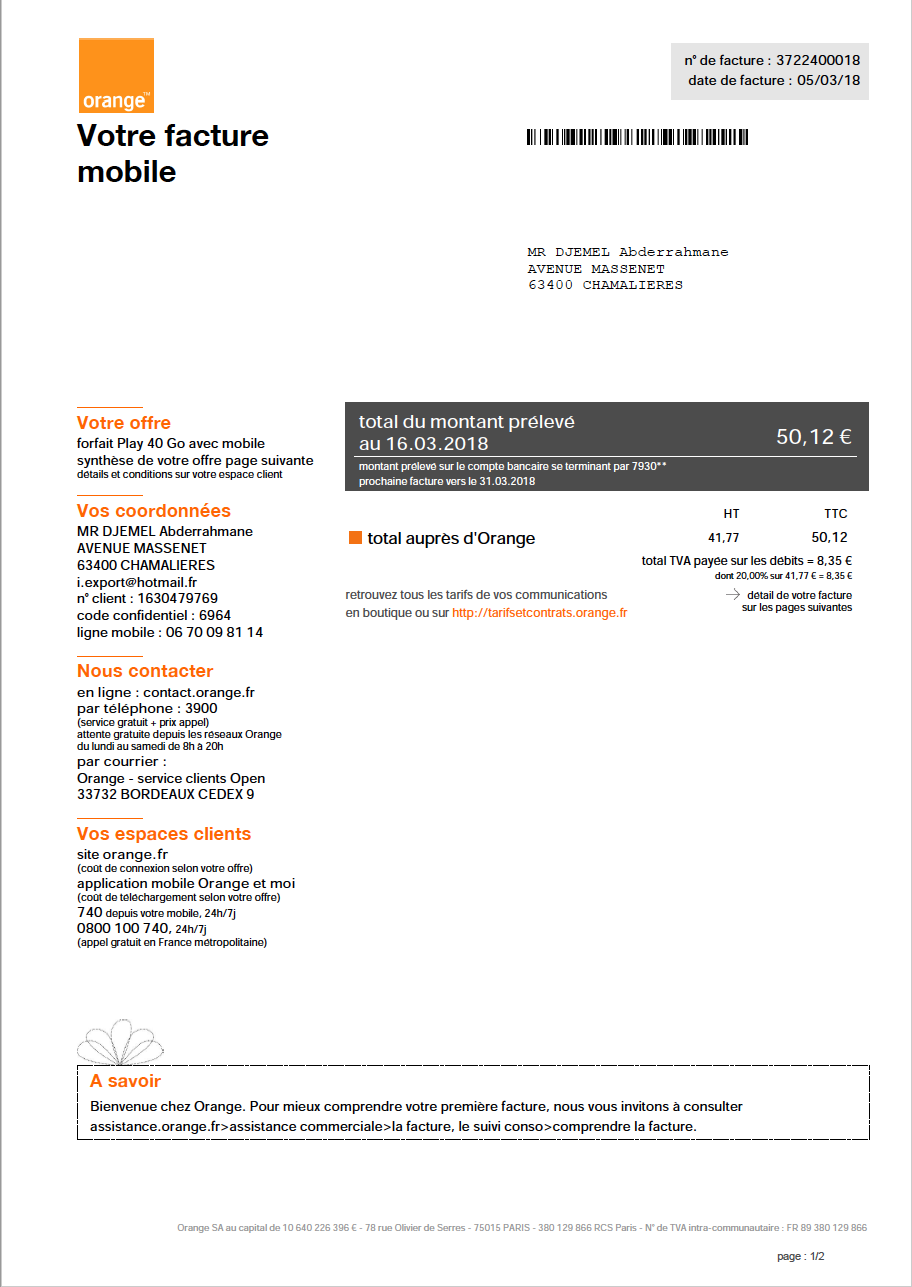 orange™
Votre facture
mobile
n° de facture : 3722400018
date de facture : 05/03/18
MR DJEMEL Abderrahmane
AVENUE MASSENET
63400 CHAMALIERES
Votre offre
forfait Play 40 Go avec mobile
synthèse de votre offre page suivante
détails et conditions sur votre espace client
Vos coordonnées
MR DJEMEL Abderrahmane
AVENUE MASSENET
63400 CHAMALIERES
i.export@hotmail.fr
n° client : 1630479769
code confidentiel : 6964
ligne mobile : 06 70 09 81 14
Nous contacter
en ligne : contact.orange.fr
par téléphone : 3900
(service gratuit + prix appel)
attente gratuite depuis les réseaux Orange
du lundi au samedi de 8h à 20h
par courrier :
Orange - service clients Open
33732 BORDEAUX CEDEX 9
Vos espaces clients
site orange.fr
(coût de connexion selon votre offre)
application mobile Orange et moi
(coût de téléchargement selon votre offre)
740 depuis votre mobile, 24h/7j
0800 100 740, 24h/7j
(appel gratuit en France métropolitaine)
total du montant prélevé
au 16.03.2018 50,12 €
montant prélevé sur le compte bancaire se terminant par 7930**
prochaine facture vers le 31.03.2018
HT TTC
total auprès d'Orange 41,77 50,12
total TVA payée sur les débits = 8,35 €
dont 20,00% sur 41,77 € = 8,35 €
retrouvez tous les tarifs de vos communications
en boutique ou sur http://tarifsetcontrats.orange.fr
→ détail de votre facture
sur les pages suivantes
A savoir
Bienvenue chez Orange. Pour mieux comprendre votre première facture, nous vous invitons à consulter
assistance.orange.fr>assistance commerciale>la facture, le suivi conso>comprendre la facture.
Orange SA au capital de 10 640 226 396 € - 78 rue Olivier de Serres - 75015 PARIS - 380 129 866 RCS Paris - N° de TVA intra-communautaire : FR 89 380 129 866
page : 1/2